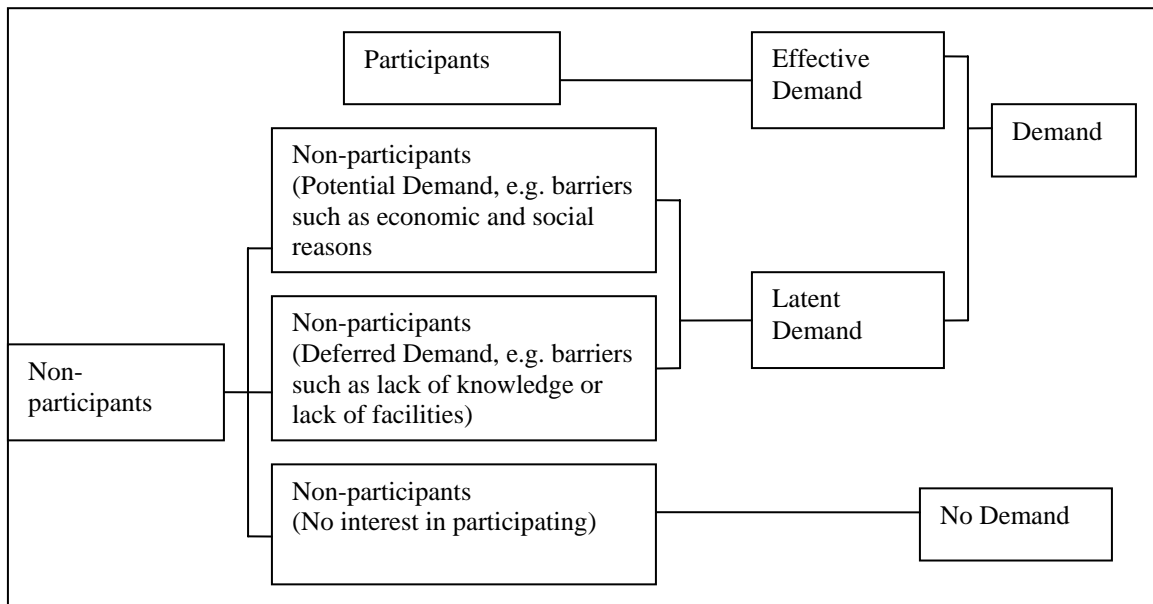 Participants
Effective
Demand
Demand
Non-participants
(Potential Demand, e.g. barriers
such as economic and social
reasons
Non-participants
(Deferred Demand, e.g. barriers
such as lack of knowledge or
lack of facilities)
Latent
Demand
Non-
participants
Non-participants
(No interest in participating)
No Demand